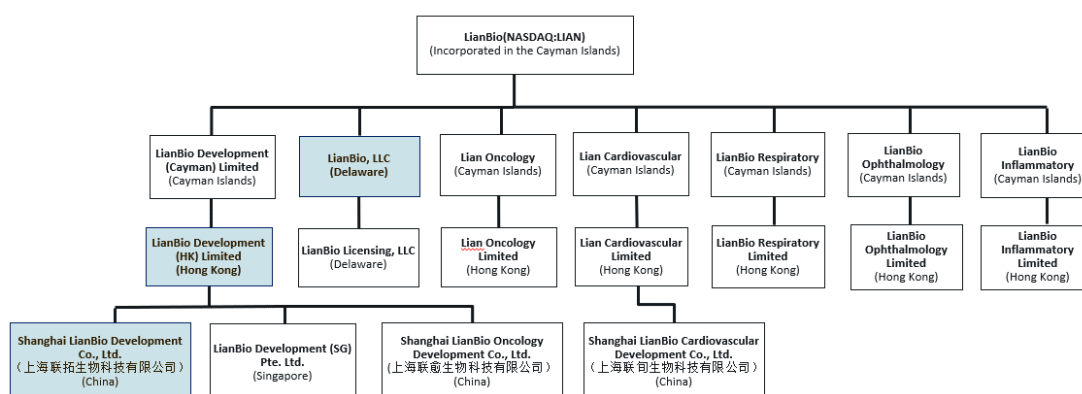 LianBio(NASDAQ:LIAN)
(Incorporated in the Cayman Islands)
LianBio Development
(Cayman) Limited
(Cayman Islands)
LianBio, LLC
(Delaware)
Lian Oncology
(Cayman Islands)
Lian Cardiovascular
(Cayman Islands)
LianBio Respiratory
(Cayman Islands)
LianBio
Ophthalmology
(Cayman Islands)
LianBio
Inflammatory
(Cayman Islands)
LianBio Development
(HK) Limited
(Hong Kong)
LianBio Licensing, LLC
(Delaware)
Lian Oncology
Limited
(Hong Kong)
Lian Cardiovascular
Limited
(Hong Kong)
LianBio Respiratory
Limited
(Hong Kong)
LianBio
Ophthalmology
Limited
(Hong Kong)
LianBio
Inflammatory
Limited
(Hong Kong)
Shanghai LianBio Development
Co., Ltd.
（上海联拓生物科技有限公司）
(China)
LianBio Development (SG)
Pte. Ltd.
(Singapore)
Shanghai LianBio Oncology
Development Co., Ltd.
(上海联愈生物科技有限公司）
(China)
Shanghai LianBio Cardiovascular
Development Co., Ltd.
（上海联旬生物科技有限公司）
(China)